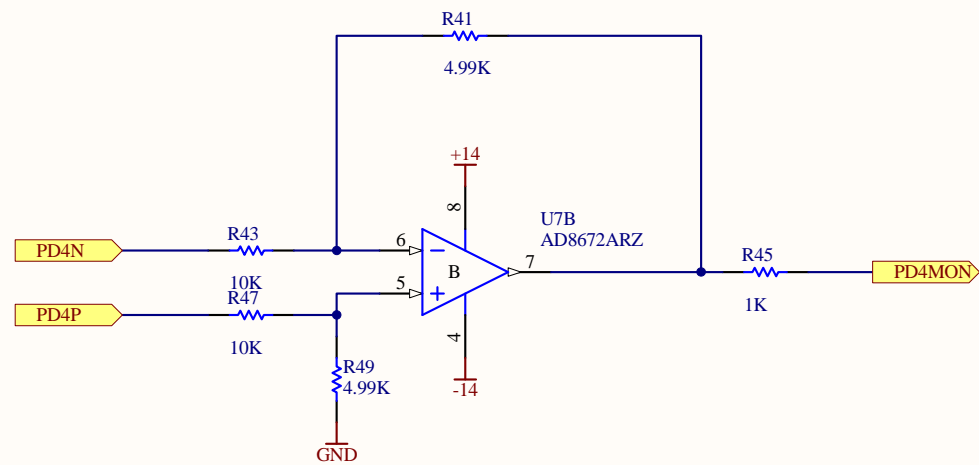 R41
4.99K
+14
8
U7B
AD8672ARZ
PD4N
R43
10K
6
7
B
R45
PD4MON
1K
5
PD4P
R47
10K
4
R49
4.99K
-14
GND